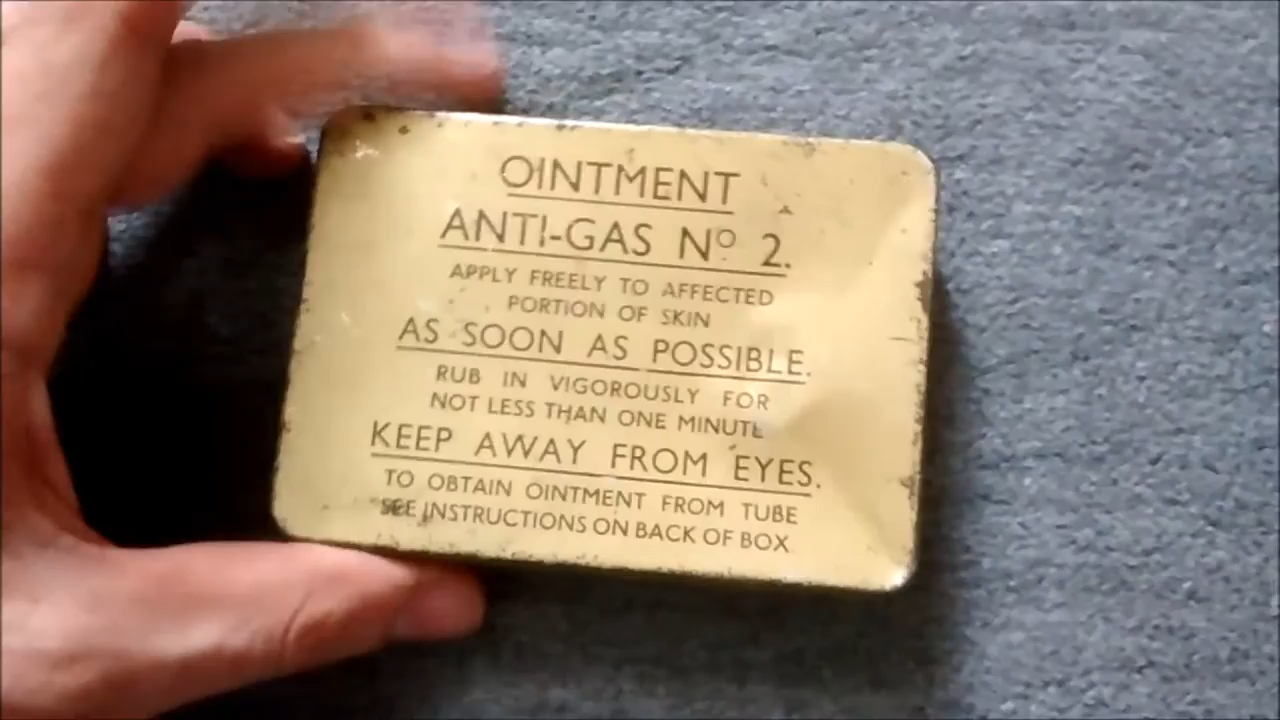 OINTMENT
ANTI-GAS Nº 2.
APPLY FREELY TO AFFECTED
PORTION OF SKIN
AS SOON AS POSSIBLE.
RUB IN VIGOROUSLY FOR
NOT LESS THAN ONE MINUTE
KEEP AWAY FROM EYES.
TO OBTAIN OINTMENT FROM TUBE
SEE INSTRUCTIONS ON BACK OF BOX